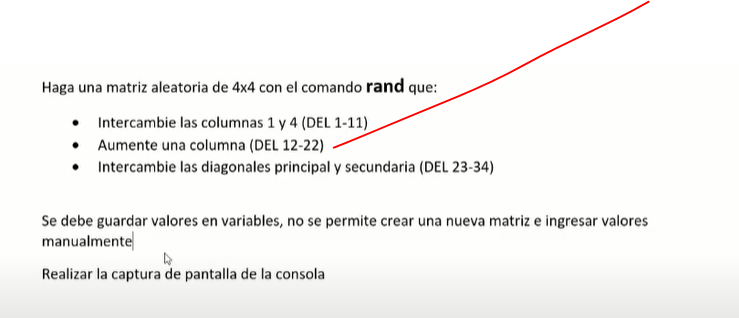 Haga una matriz aleatoria de 4x4 con el comando rand que:
• Intercambie las columnas 1 y 4 (DEL 1-11)
• Aumente una columna (DEL 12-22)
• Intercambie las diagonales principal y secundaria (DEL 23-34)
Se debe guardar valores en variables, no se permite crear una nueva matriz e ingresar valores
manualmente
Realizar la captura de pantalla de la consola